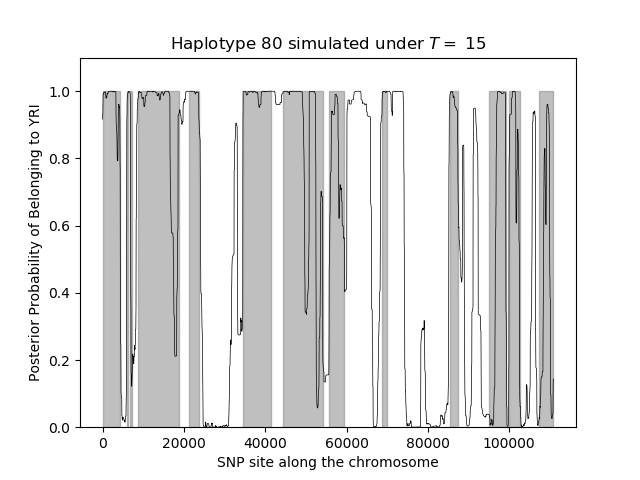 Haplotype 80 simulated under T = 15
Posterior Probability of Belonging to YRI
1.0
0.8
0.6
0.4
0.2
0.0
0 20000 40000 60000 80000 100000
SNP site along the chromosome